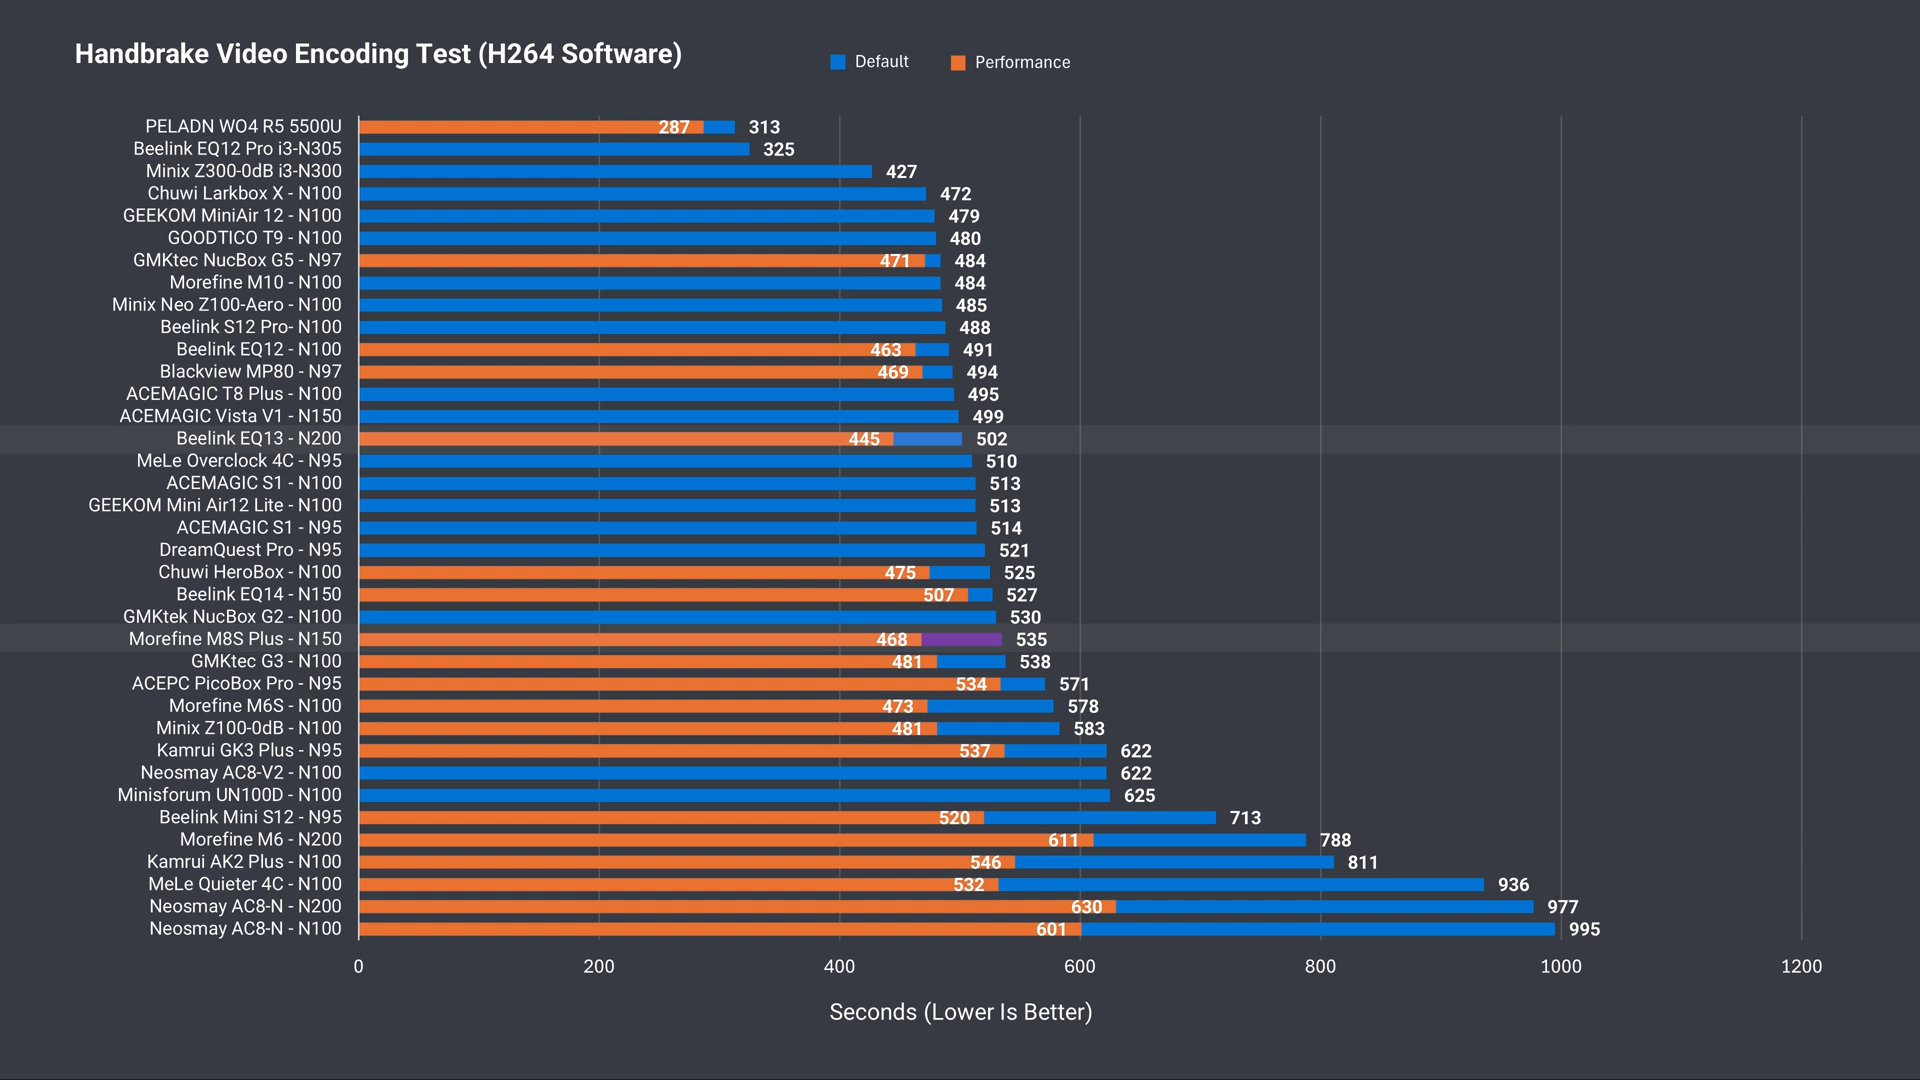 Handbrake Video Encoding Test (H264 Software)
Default
Performance
PELADN WO4 R5 5500U 287 313
Beelink EQ12 Pro i3-N305 325
Minix Z300-0dB i3-N300 427
Chuwi Larkbox X - N100 472
GEEKOM MiniAir 12 - N100 479
GOODTICO T9 - N100 480
GMKtec NucBox G5 - N97 471 484
Morefine M10 - N100 484
Minix Neo Z100-Aero - N100 485
Beelink S12 Pro- N100 488
Beelink EQ12 - N100 463 491
Blackview MP80 - N97 469 494
ACEMAGIC T8 Plus - N100 495
ACEMAGIC Vista V1 - N150 499
Beelink EQ13 - N200 445 502
MeLe Overclock 4C - N95 510
ACEMAGIC S1 - N100 513
GEEKOM Mini Air12 Lite - N100 513
ACEMAGIC S1 - N95 514
DreamQuest Pro - N95 521
Chuwi HeroBox - N100 475 525
Beelink EQ14 - N150 507 527
GMKtek NucBox G2 - N100 530
Morefine M8S Plus - N150 468 535
GMKtec G3 - N100 481 538
ACEPC PicoBox Pro - N95 534 571
Morefine M6S - N100 473 578
Minix Z100-0dB - N100 481 583
Kamrui GK3 Plus - N95 537 622
Neosmay AC8-V2 - N100 622
Minisforum UN100D - N100 625
Beelink Mini S12 - N95 520 713
Morefine M6 - N200 611 788
Kamrui AK2 Plus - N100 546 811
MeLe Quieter 4C - N100 532 936
Neosmay AC8-N - N200 630 977
Neosmay AC8-N - N100 601 995
0 200 400 600 800 1000 1200
Seconds (Lower Is Better)